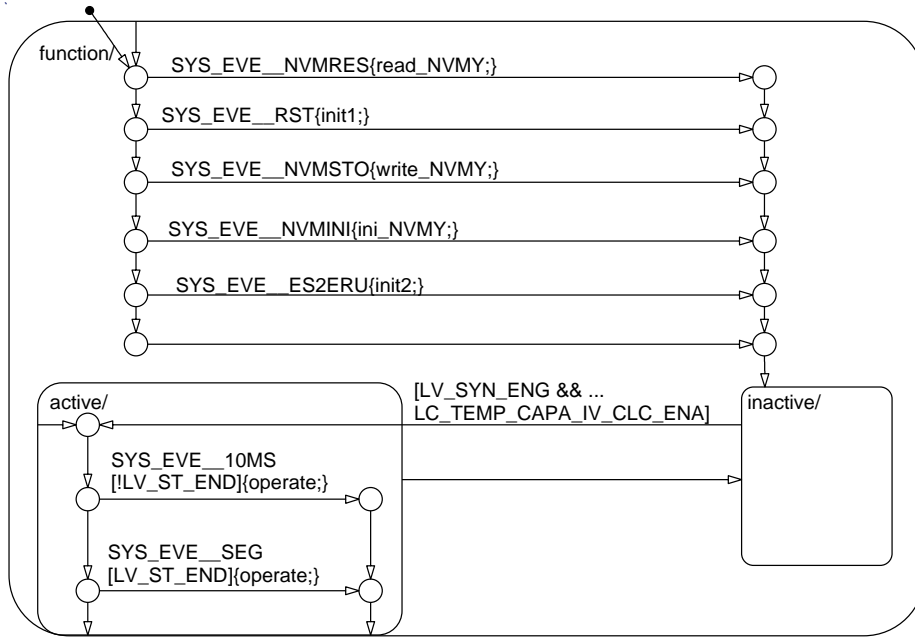 function/
SYS_EVE__NVMRES{read_NVMY;}
SYS_EVE__RST{init1;}
SYS_EVE__NVMSTO{write_NVMY;}
SYS_EVE__NVMINI{ini_NVMY;}
SYS_EVE__ES2ERU{init2;}
[LV_SYN_ENG && ...
LC_TEMP_CAPA_IV_CLC_ENA]
active/
inactive/
SYS_EVE__10MS
[!LV_ST_END]{operate;}
SYS_EVE__SEG
[LV_ST_END]{operate;}